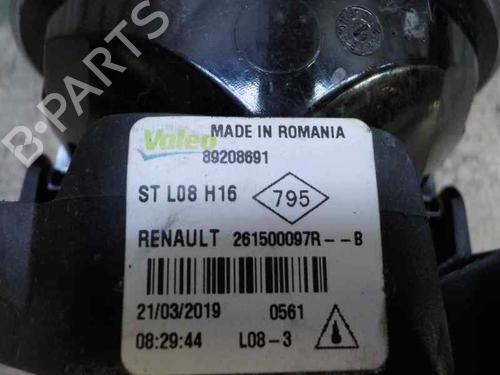 B-PARTS
Valeo
MADE IN ROMANIA
89208691
ST L08 H16
795
RENAULT 261500097R--B
21/03/2019 0561
08:29:44 L08-3